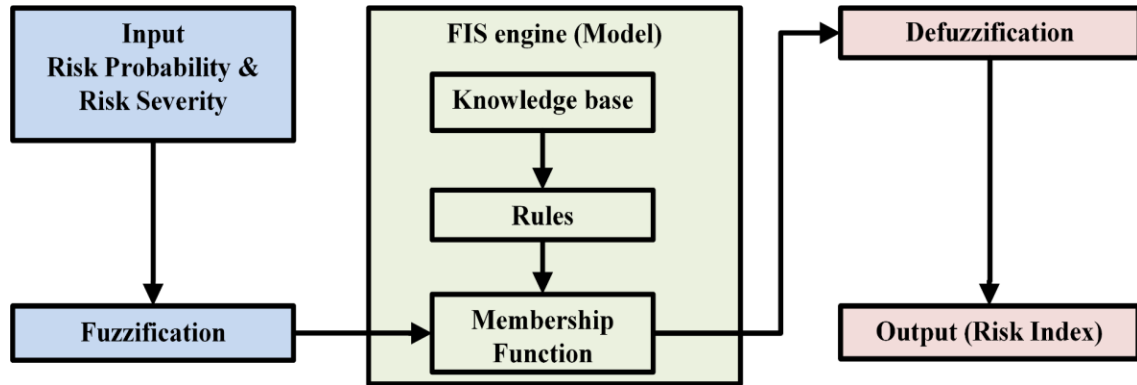 Input
Risk Probability &
Risk Severity
Fuzzification
FIS engine (Model)
Knowledge base
Rules
Membership
Function
Defuzzification
Output (Risk Index)